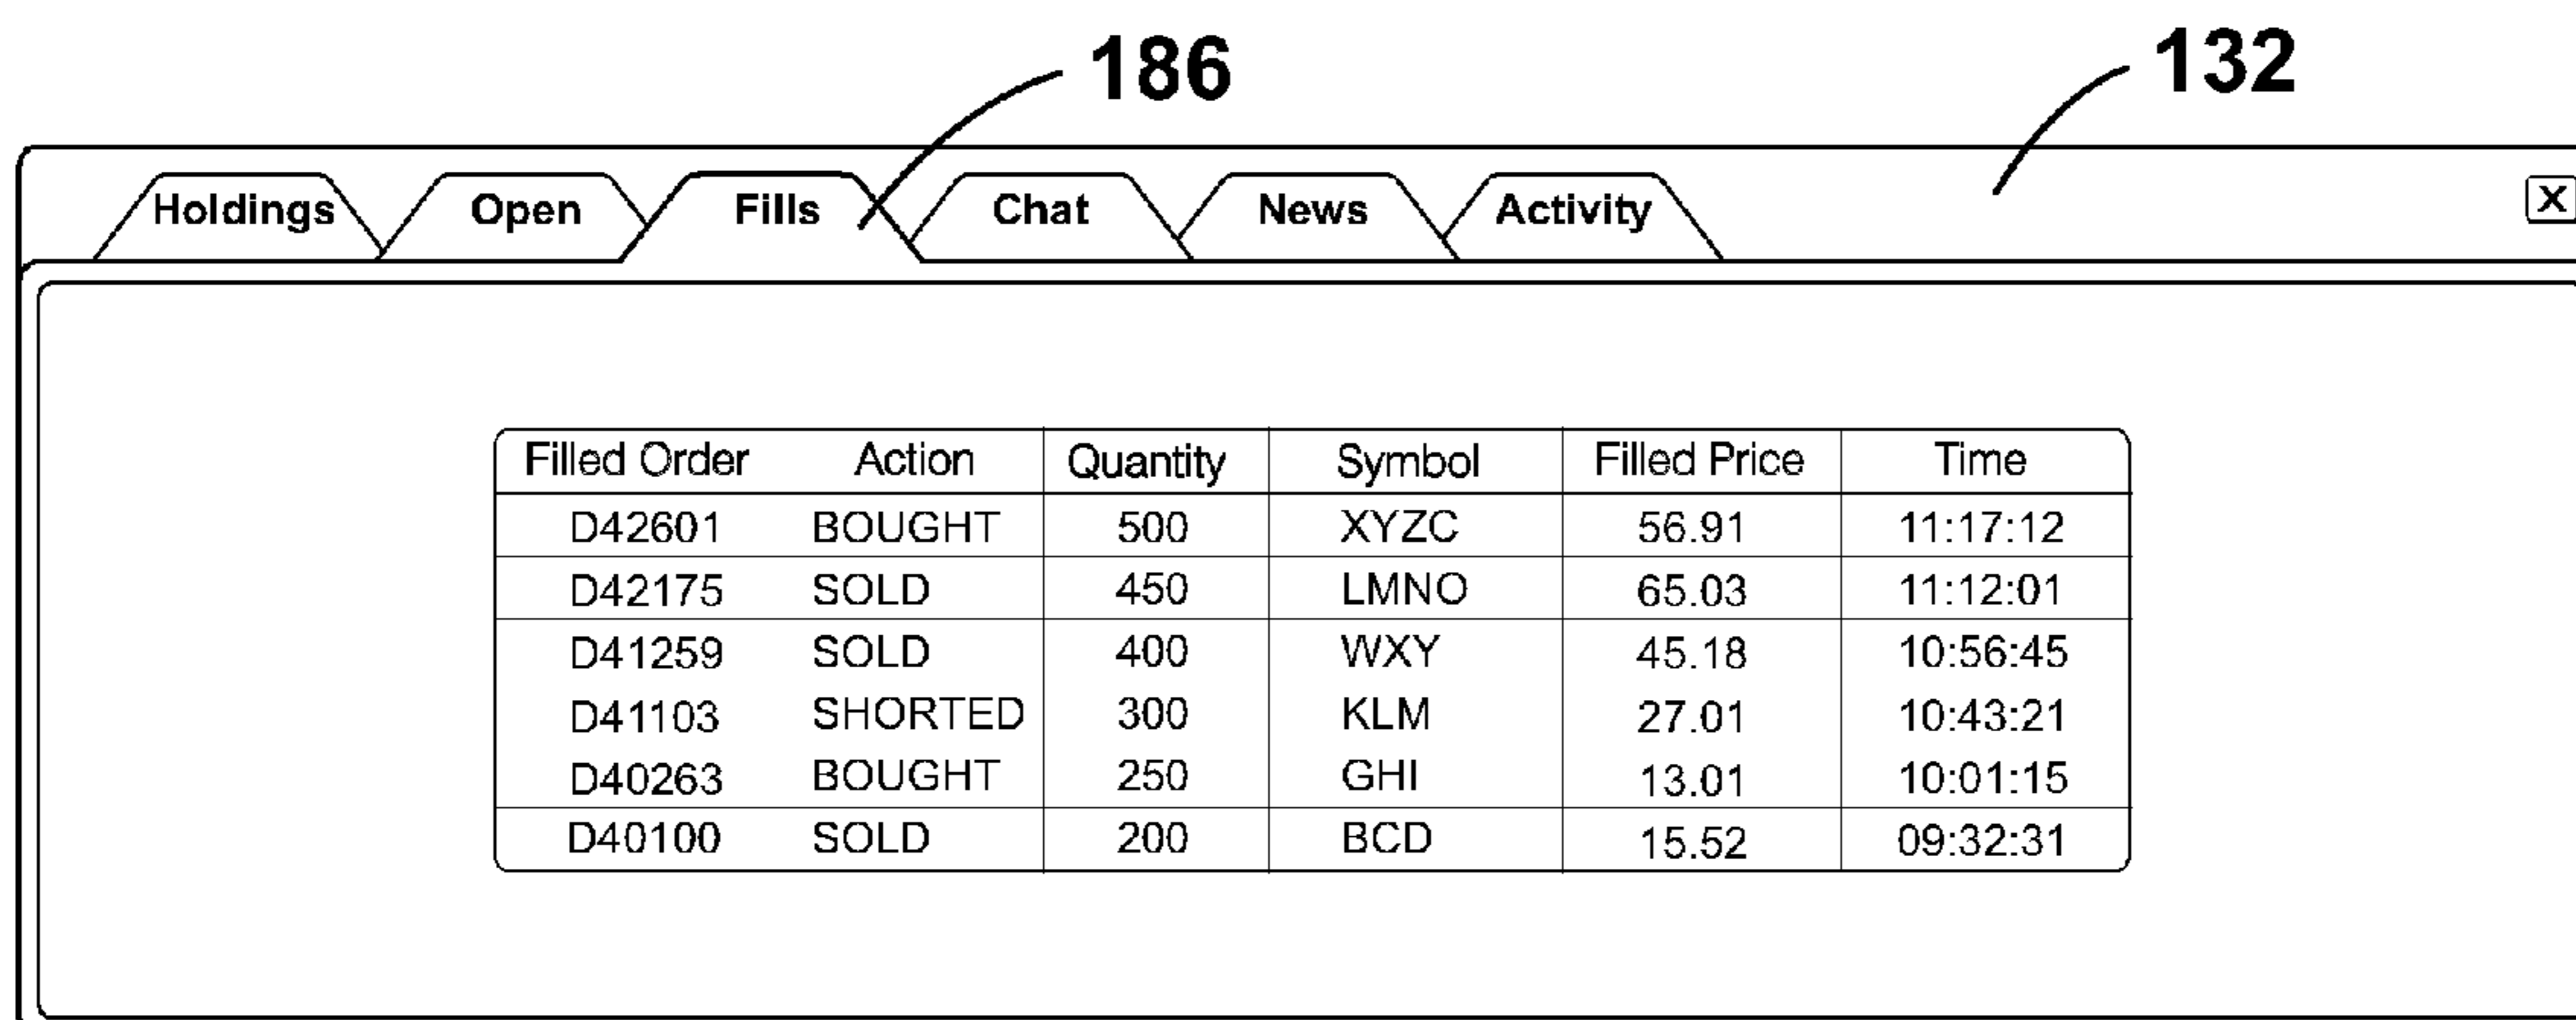 186 132
Holdings Open Fills Chat News Activity X
Filled Order Action Quantity Symbol Filled Price Time
D42601 BOUGHT 500 XYZC 56.91 11:17:12
D42175 SOLD 450 LMNO 65.03 11:12:01
D41259 SOLD 400 WXY 45.18 10:56:45
D41103 SHORTED 300 KLM 27.01 10:43:21
D40263 BOUGHT 250 GHI 13.01 10:01:15
D40100 SOLD 200 BCD 15.52 09:32:31